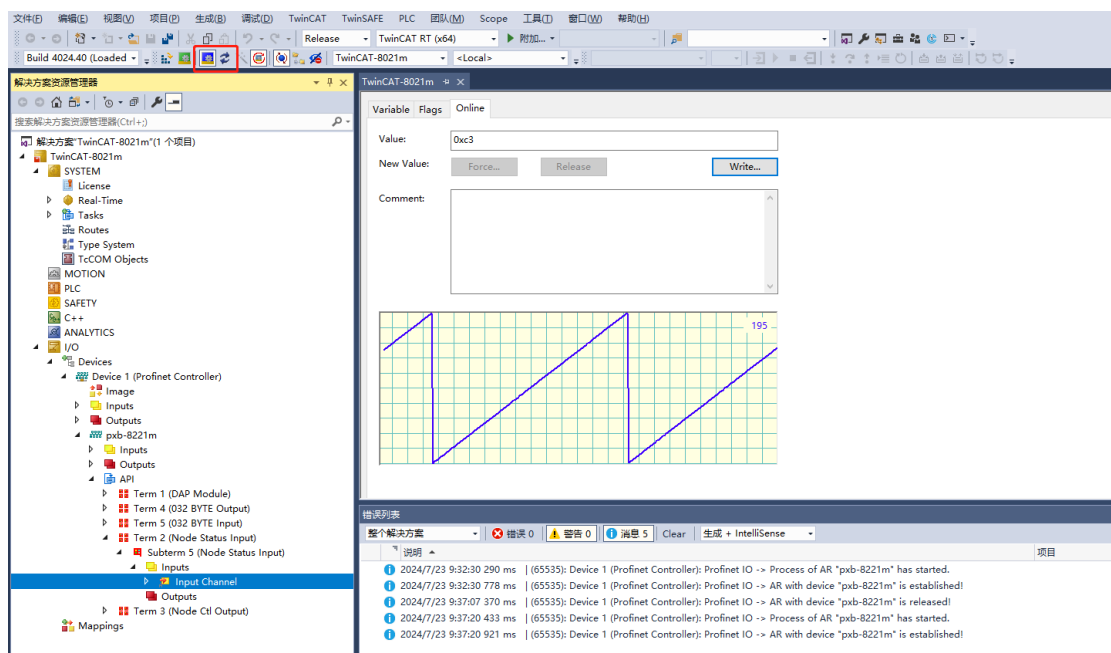 文件(F) 编辑(E) 视图(V) 项目(P) 生成(B) 调试(D) TwinCAT TwinSAFE PLC 团队(M) Scope 工具(T) 窗口(W) 帮助(H)
Release TwinCAT RT (x64) 附加...
Build 4024.40 (Loaded TwinCAT-8021m <Local>
解决方案资源管理器
搜索解决方案资源管理器(Ctrl+;)
解决方案"TwinCAT-8021m"(1 个项目)
TwinCAT-8021m
SYSTEM
License
Real-Time
Tasks
Routes
Type System
TcCOM Objects
MOTION
PLC
SAFETY
C++
ANALYTICS
I/O
Devices
Device 1 (Profinet Controller)
Image
Inputs
Outputs
pxb-8221m
Inputs
Outputs
API
Term 1 (DAP Module)
Term 4 (032 BYTE Output)
Term 5 (032 BYTE Input)
Term 2 (Node Status Input)
Subterm 5 (Node Status Input)
Inputs
Input Channel
Outputs
Term 3 (Node Ctl Output)
Mappings
TwinCAT-8021m
Variable Flags Online
Value: 0xc3
New Value: Force... Release Write...
Comment:
195
错误列表
整个解决方案 错误 0 警告 0 消息 5 Clear 生成 + IntelliSense
说明 项目
2024/7/23 9:32:30 290 ms | (65535): Device 1 (Profinet Controller): Profinet IO -> Process of AR "pxb-8221m" has started.
2024/7/23 9:32:30 778 ms | (65535): Device 1 (Profinet Controller): Profinet IO -> AR with device "pxb-8221m" is established!
2024/7/23 9:37:07 370 ms | (65535): Device 1 (Profinet Controller): Profinet IO -> AR with device "pxb-8221m" is released!
2024/7/23 9:37:20 433 ms | (65535): Device 1 (Profinet Controller): Profinet IO -> Process of AR "pxb-8221m" has started.
2024/7/23 9:37:20 921 ms | (65535): Device 1 (Profinet Controller): Profinet IO -> AR with device "pxb-8221m" is established!